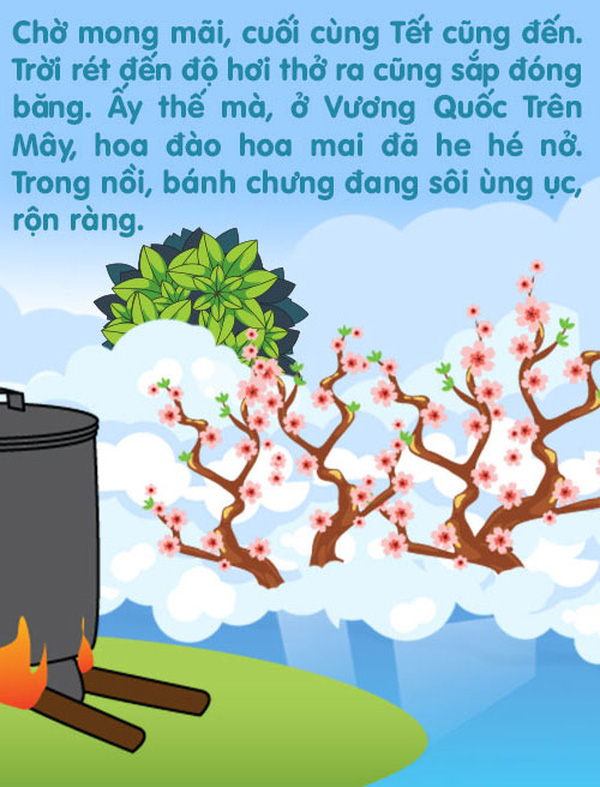 Chờ mong mãi, cuối cùng Tết cũng đến.
Trời rét đến độ hơi thở ra cũng sắp đóng
băng. Ấy thế mà, ở Vương Quốc Trên
Mây, hoa đào hoa mai đã he hé nở.
Trong nồi, bánh chưng đang sôi ùng ục,
rộn ràng.